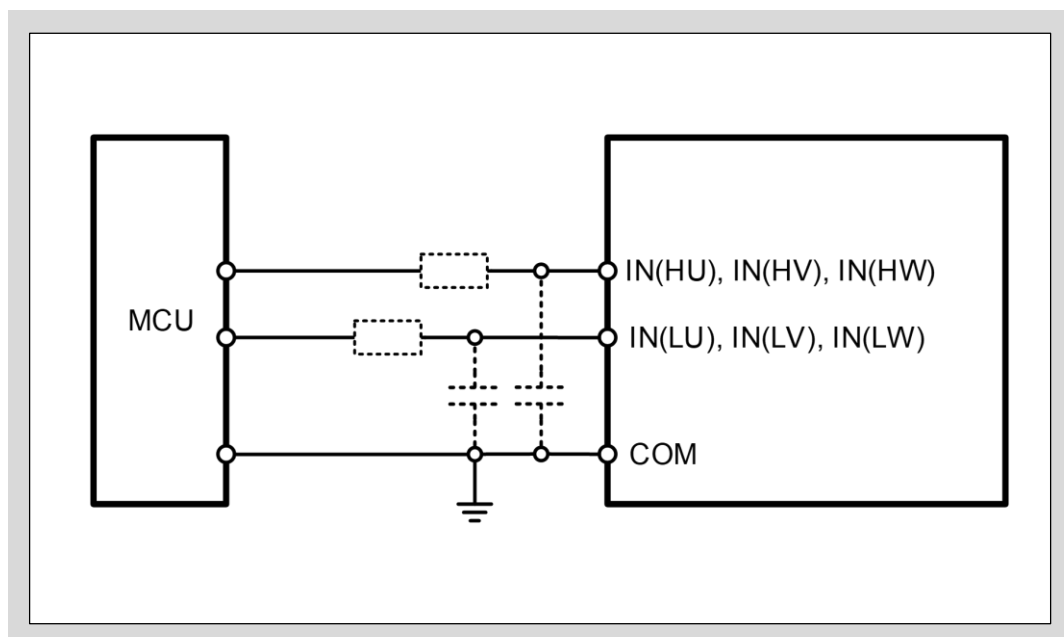 IN(HU), IN(HV), IN(HW)
MCU
IN(LU), IN(LV), IN(LW)
COM